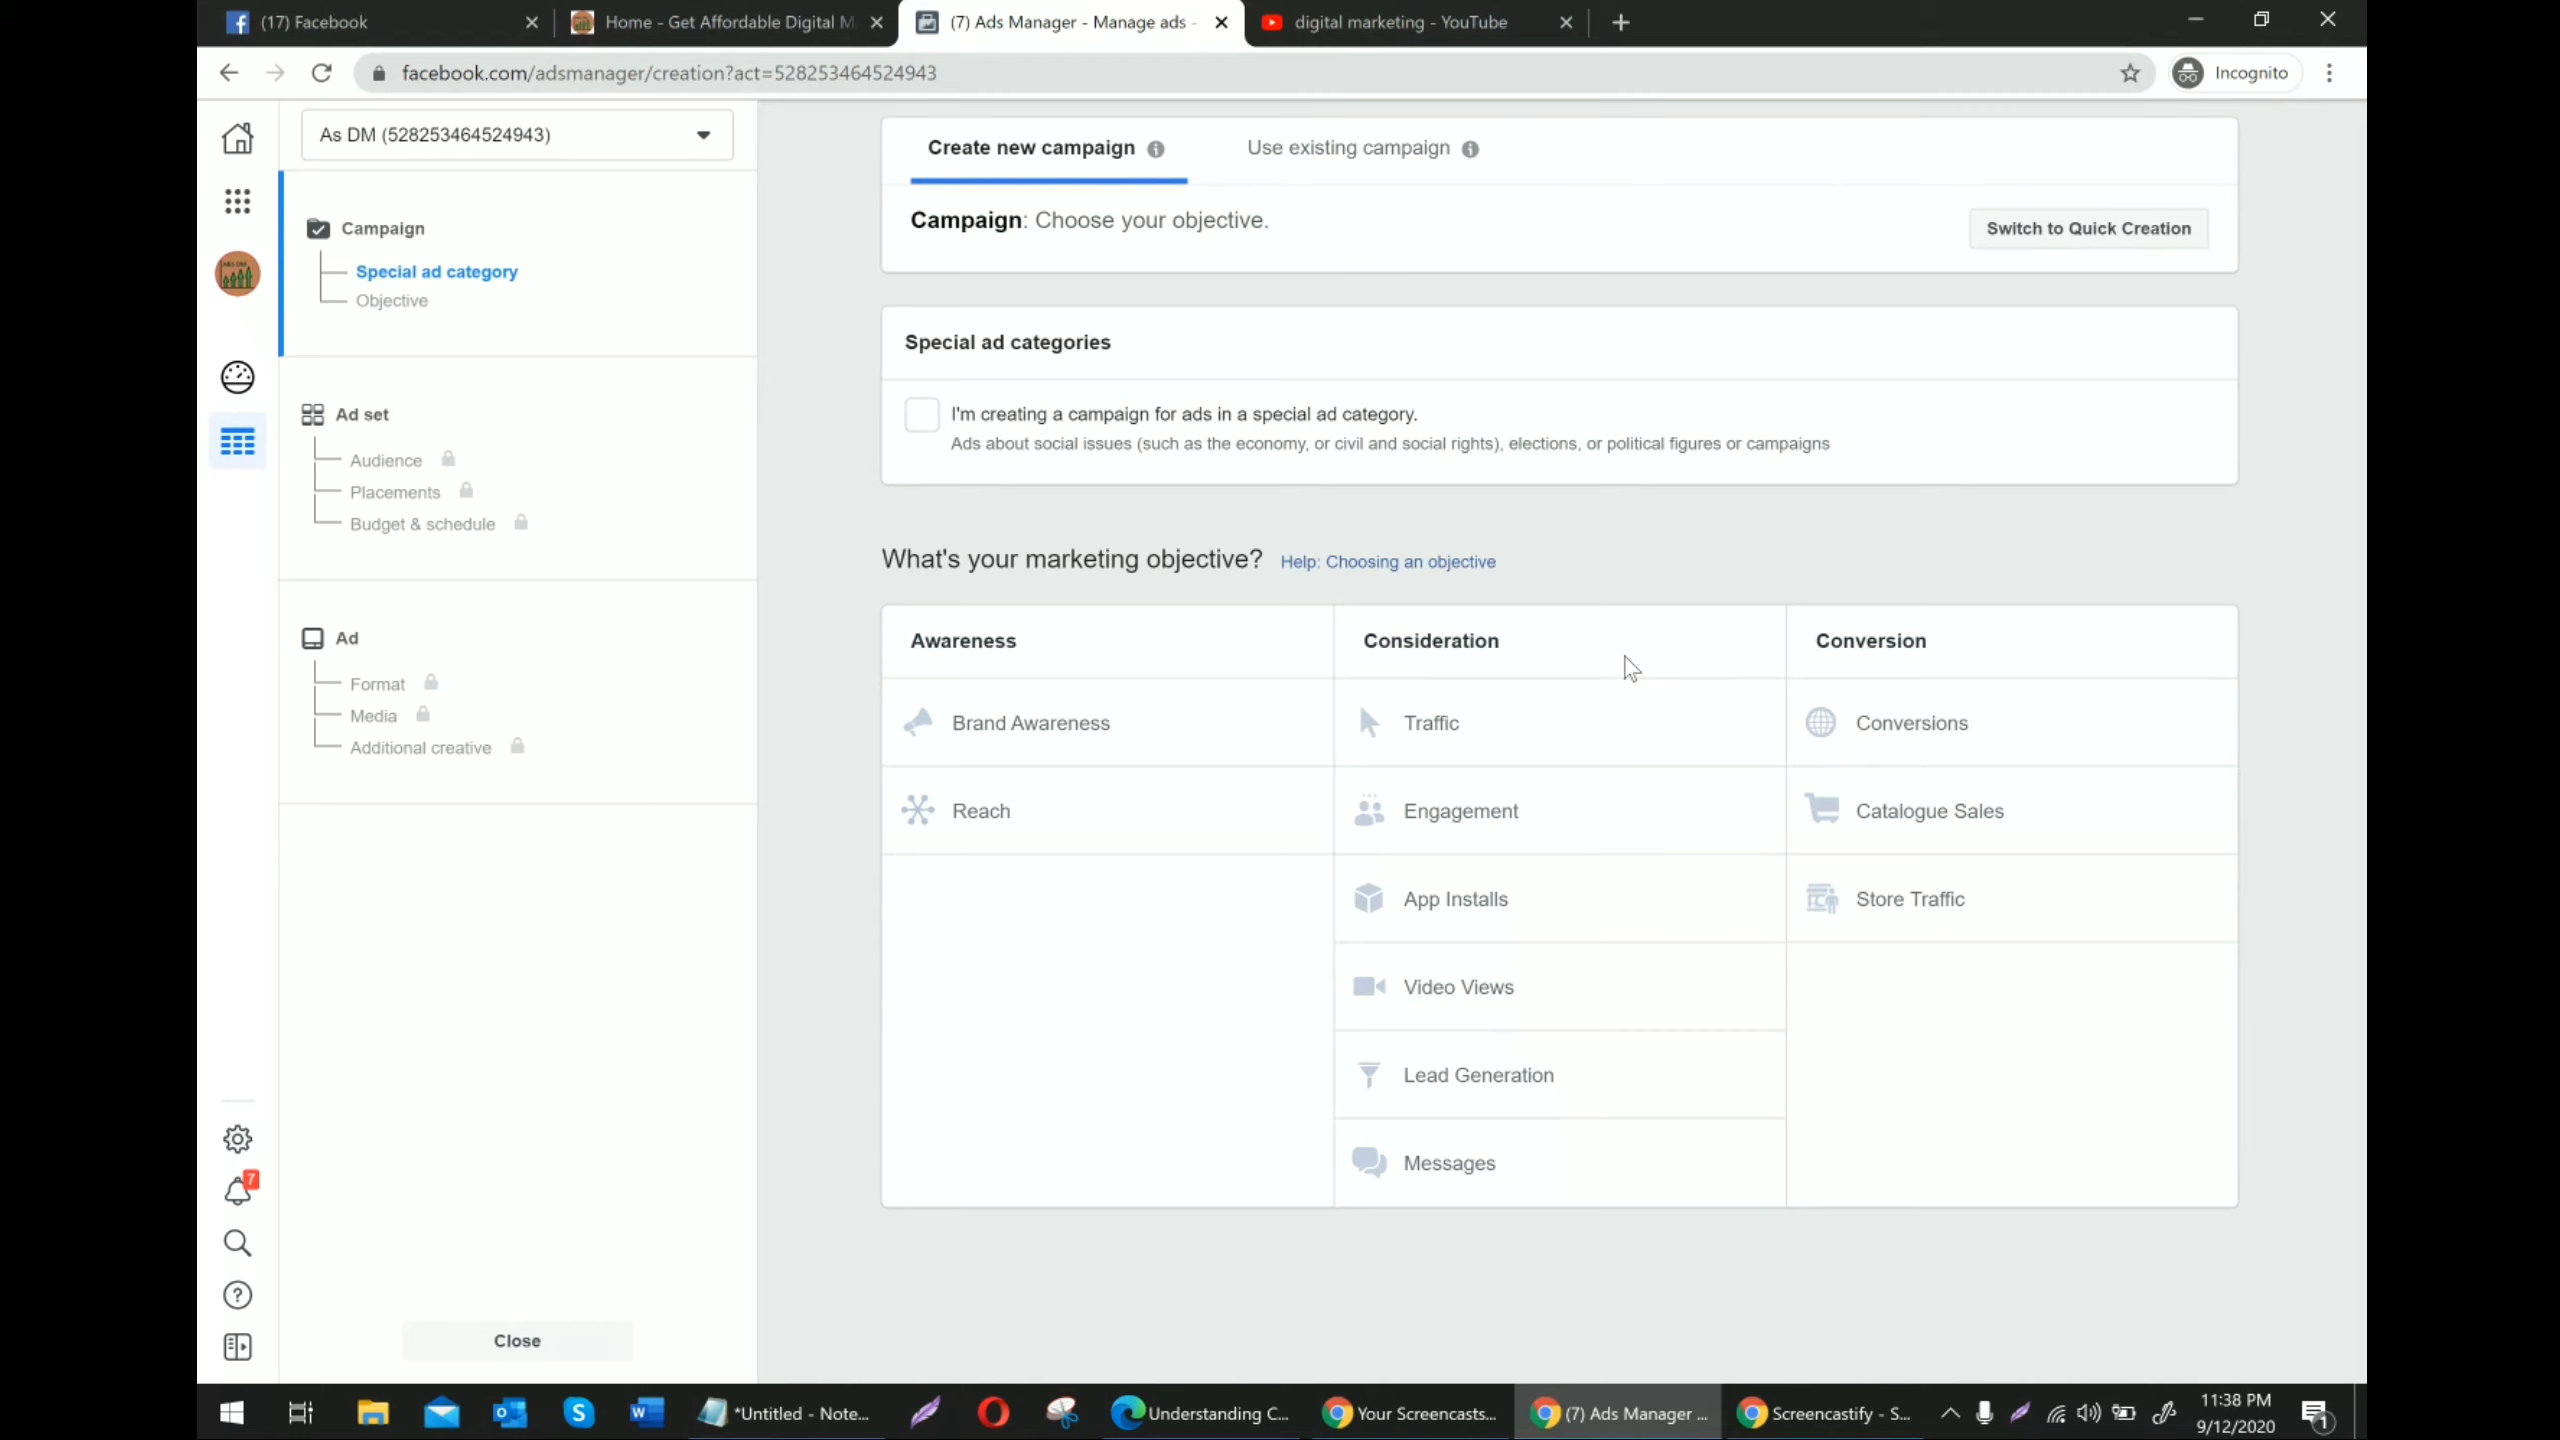 (17) Facebook
Home - Get Affordable Digital M
(7) Ads Manager - Manage ads -
digital marketing - YouTube
facebook.com/adsmanager/creation?act=528253464524943
Incognito
As DM (528253464524943)
Campaign
Special ad category
Objective
Ad set
Audience
Placements
Budget & schedule
Ad
Format
Media
Additional creative
7
Close
Create new campaign
Use existing campaign
Campaign: Choose your objective.
Switch to Quick Creation
Special ad categories
I'm creating a campaign for ads in a special ad category.
Ads about social issues (such as the economy, or civil and social rights), elections, or political figures or campaigns
What's your marketing objective? Help: Choosing an objective
Awareness
Consideration
Conversion
Brand Awareness
Traffic
Conversions
Reach
Engagement
Catalogue Sales
App Installs
Store Traffic
Video Views
Lead Generation
Messages
*Untitled - Note...
Understanding C...
Your Screencasts...
(7) Ads Manager ...
Screencastify - S...
11:38 PM
9/12/2020
1